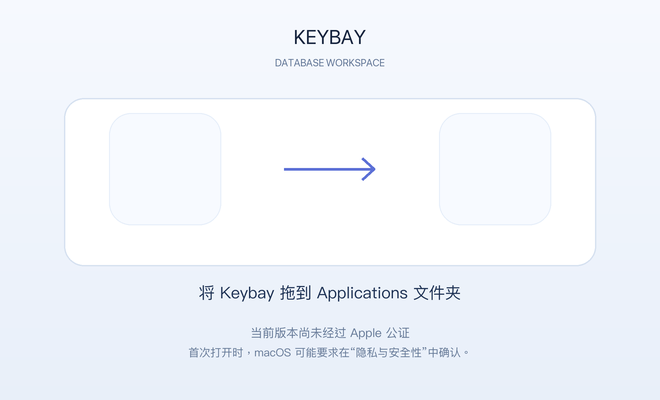 KEYBAY
DATABASE WORKSPACE
将 Keybay 拖到 Applications 文件夹
当前版本尚未经过 Apple 公证
首次打开时，macOS 可能要求在“隐私与安全性”中确认。